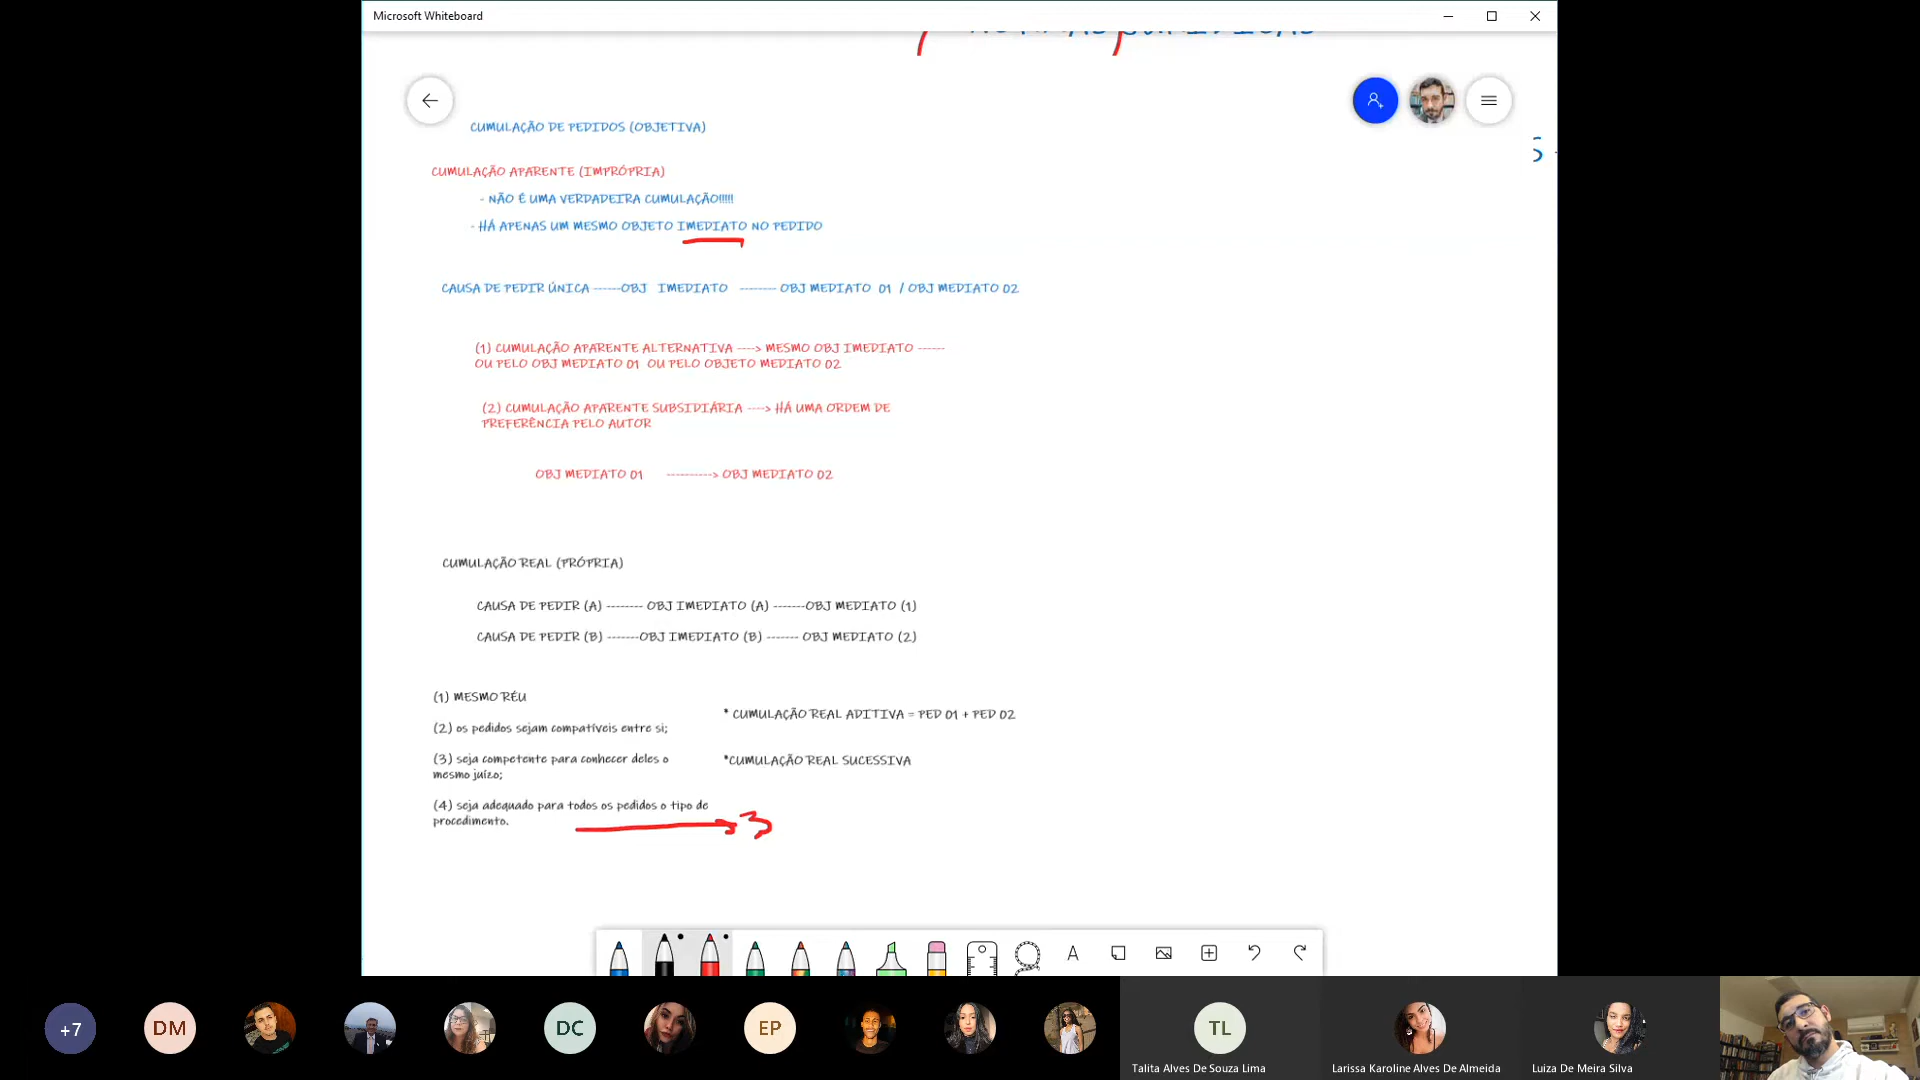 Microsoft Whiteboard
CUMULAÇÃO DE PEDIDOS (OBJETIVA)
CUMULAÇÃO APARENTE (IMPRÓPRIA)
- NÃO É UMA VERDADEIRA CUMULAÇÃO!!!!!
- HÁ APENAS UM MESMO OBJETO IMEDIATO NO PEDIDO
CAUSA DE PEDIR ÚNICA ------OBJ IMEDIATO -------- OBJ MEDIATO 01 / OBJ MEDIATO 02
(1) CUMULAÇÃO APARENTE ALTERNATIVA ----> MESMO OBJ IMEDIATO ------
OU PELO OBJ MEDIATO 01 OU PELO OBJETO MEDIATO 02
(2) CUMULAÇÃO APARENTE SUBSIDIÁRIA ----> HÁ UMA ORDEM DE
PREFERÊNCIA PELO AUTOR
OBJ MEDIATO 01 ----------> OBJ MEDIATO 02
CUMULAÇÃO REAL (PRÓPRIA)
CAUSA DE PEDIR (A) -------- OBJ IMEDIATO (A) -------OBJ MEDIATO (1)
CAUSA DE PEDIR (B) -------OBJ IMEDIATO (B) ------- OBJ MEDIATO (2)
(1) MESMO RÉU
(2) os pedidos sejam compatíveis entre si;
(3) seja competente para conhecer deles o
mesmo juízo;
(4) seja adequado para todos os pedidos o tipo de
procedimento.
* CUMULAÇÃO REAL ADITIVA = PED 01 + PED 02
*CUMULAÇÃO REAL SUCESSIVA
3
A
+7
DM
DC
EP
TL
Talita Alves De Souza Lima
Larissa Karoline Alves De Almeida
Luiza De Meira Silva